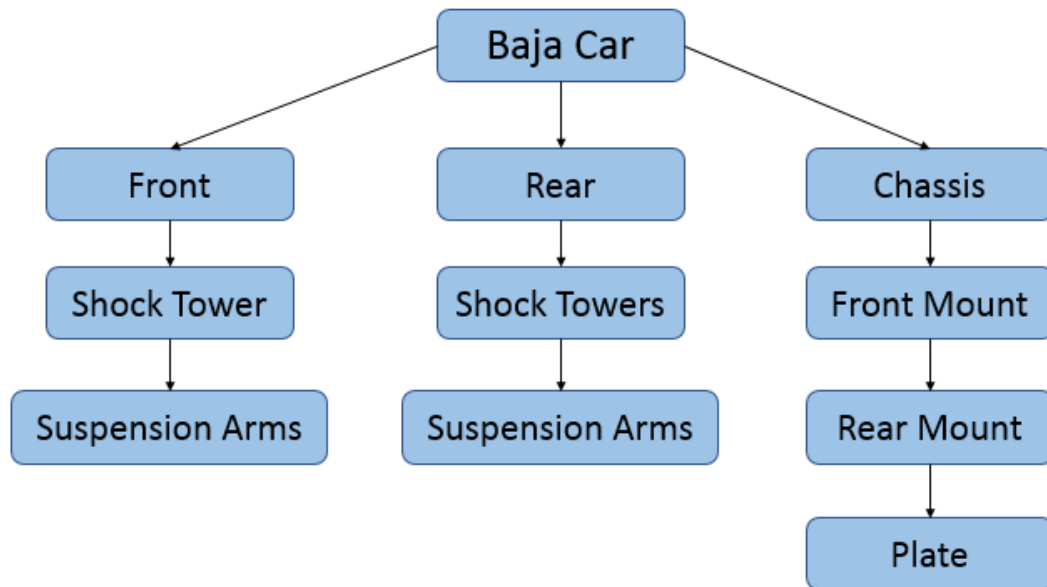 Baja Car
Front
Rear
Chassis
Shock Tower
Shock Towers
Front Mount
Suspension Arms
Suspension Arms
Rear Mount
Plate